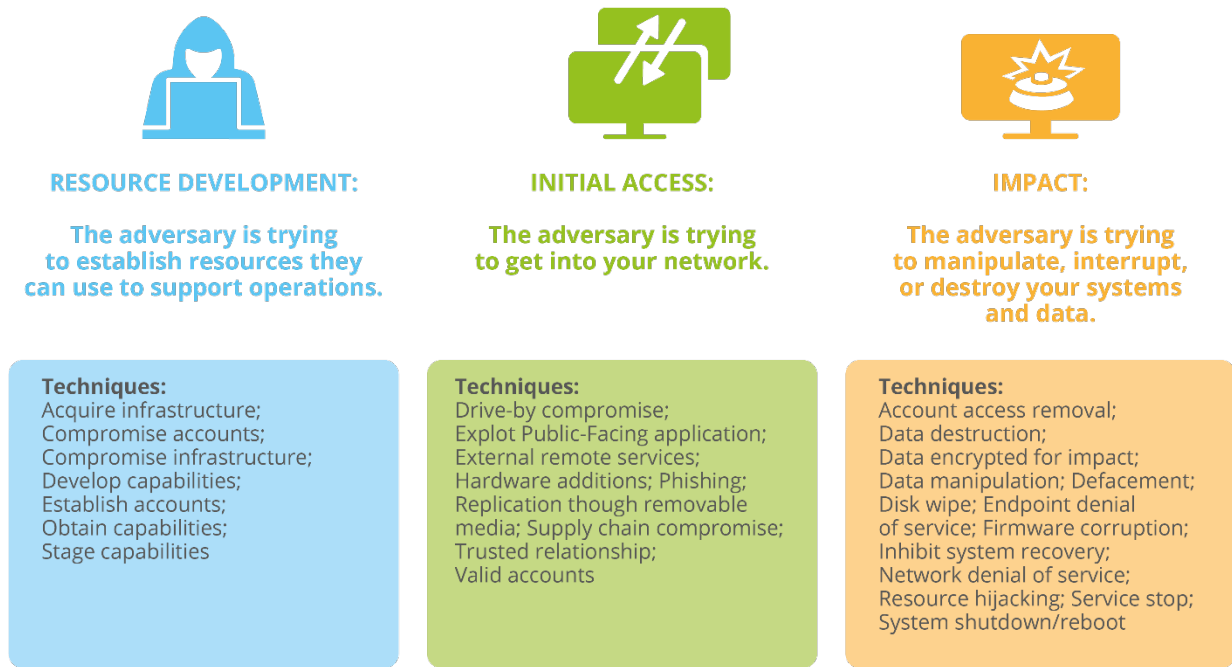 RESOURCE DEVELOPMENT:
The adversary is trying
to establish resources they
can use to support operations.
Techniques:
Acquire infrastructure;
Compromise accounts;
Compromise infrastructure;
Develop capabilities;
Establish accounts;
Obtain capabilities;
Stage capabilities
INITIAL ACCESS:
The adversary is trying
to get into your network.
Techniques:
Drive-by compromise;
Explot Public-Facing application;
External remote services;
Hardware additions; Phishing;
Replication though removable
media; Supply chain compromise;
Trusted relationship;
Valid accounts
IMPACT:
The adversary is trying
to manipulate, interrupt,
or destroy your systems
and data.
Techniques:
Account access removal;
Data destruction;
Data encrypted for impact;
Data manipulation; Defacement;
Disk wipe; Endpoint denial
of service; Firmware corruption;
Inhibit system recovery;
Network denial of service;
Resource hijacking; Service stop;
System shutdown/reboot